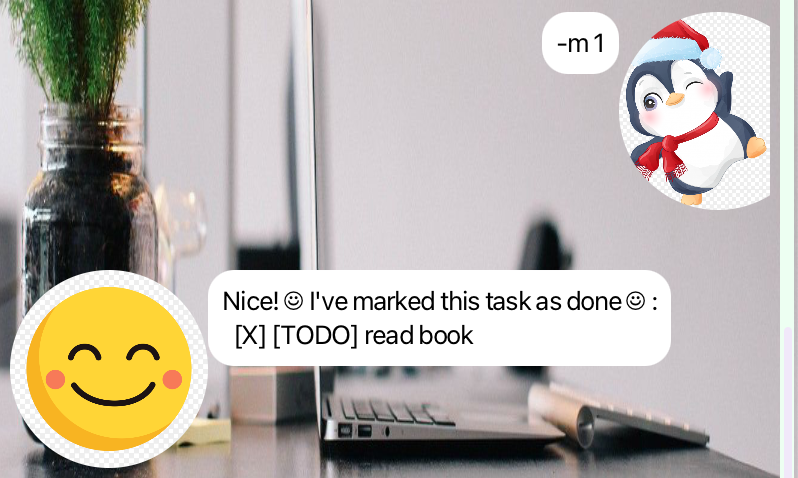 -m 1
Nice! ☺ I've marked this task as done ☺ :
[X] [TODO] read book